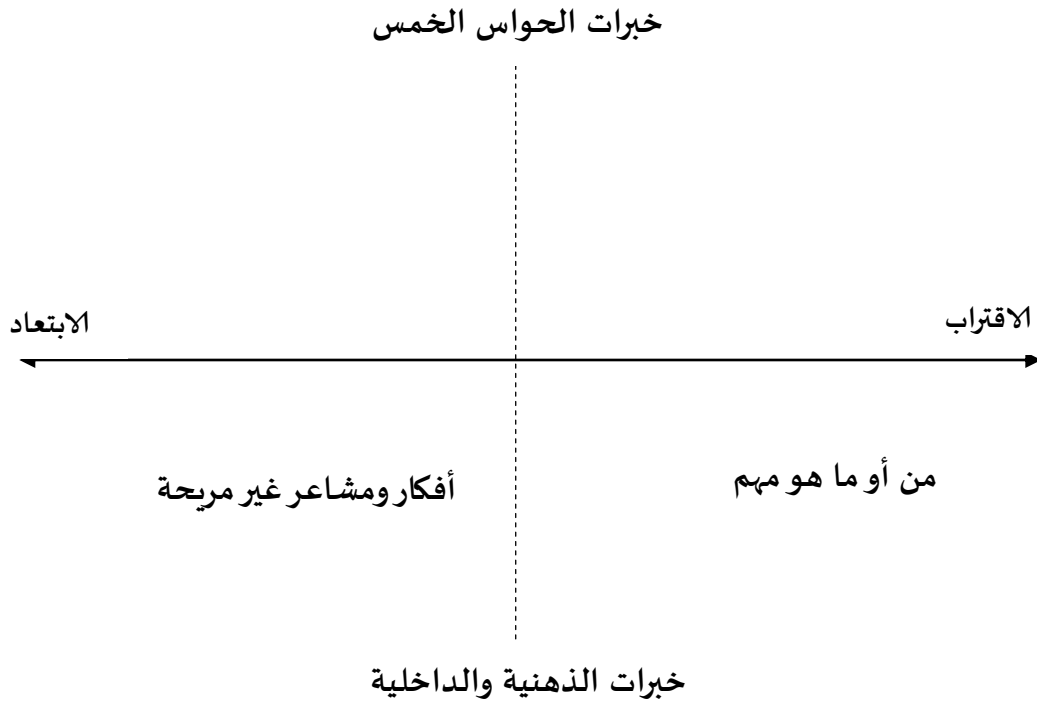 خبرات الحواس الخمس
الاقتراب
الابتعاد
من أو ما هو مهم
أفكار ومشاعر غير مريحة
خبرات الذهنية والداخلية